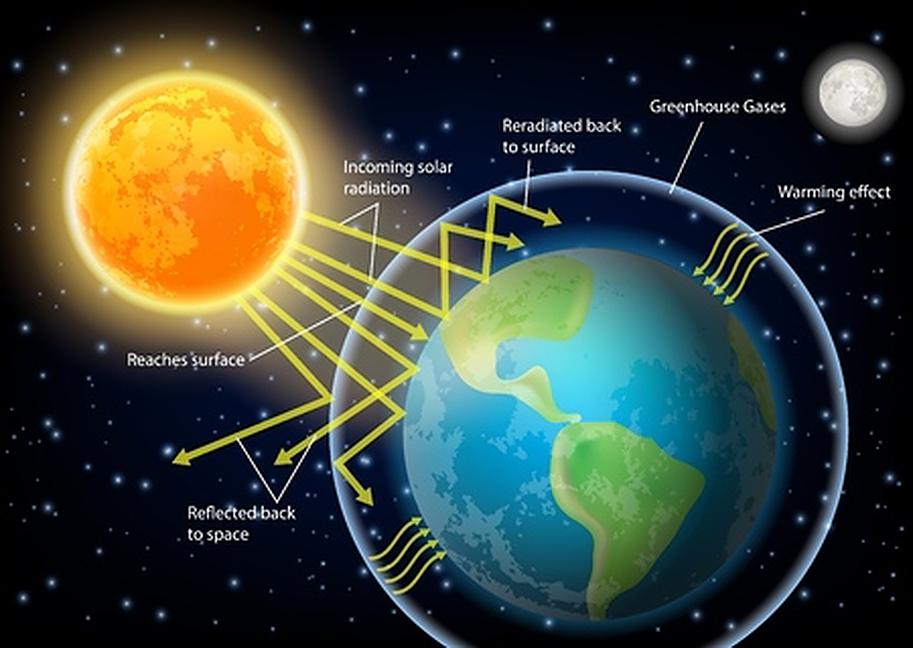 Greenhouse Gases
Reradiated back
to surface
Incoming solar
radiation
Warming effect
Reaches surface
Reflected back
to space